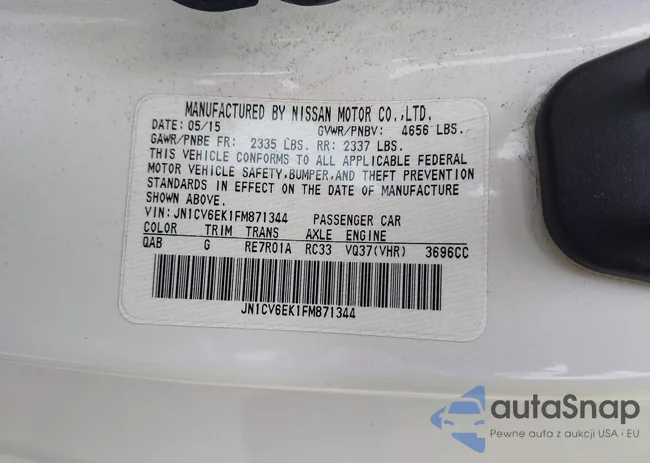 MANUFACTURED BY NISSAN MOTOR CO.,LTD.
DATE: 05/15 GVWR/PNBV: 4656 LBS.
GAWR/PNBE FR: 2335 LBS. RR: 2337 LBS.
THIS VEHICLE CONFORMS TO ALL APPLICABLE FEDERAL
MOTOR VEHICLE SAFETY,BUMPER,AND THEFT PREVENTION
STANDARDS IN EFFECT ON THE DATE OF MANUFACTURE
SHOWN ABOVE.
VIN:JN1CV6EK1FM871344 PASSENGER CAR
COLOR TRIM TRANS AXLE ENGINE
QAB G RE7R01A RC33 VQ37(VHR) 3696CC
JN1CV6EK1FM871344
autaSnap
Pewne auta z aukcji USA i EU